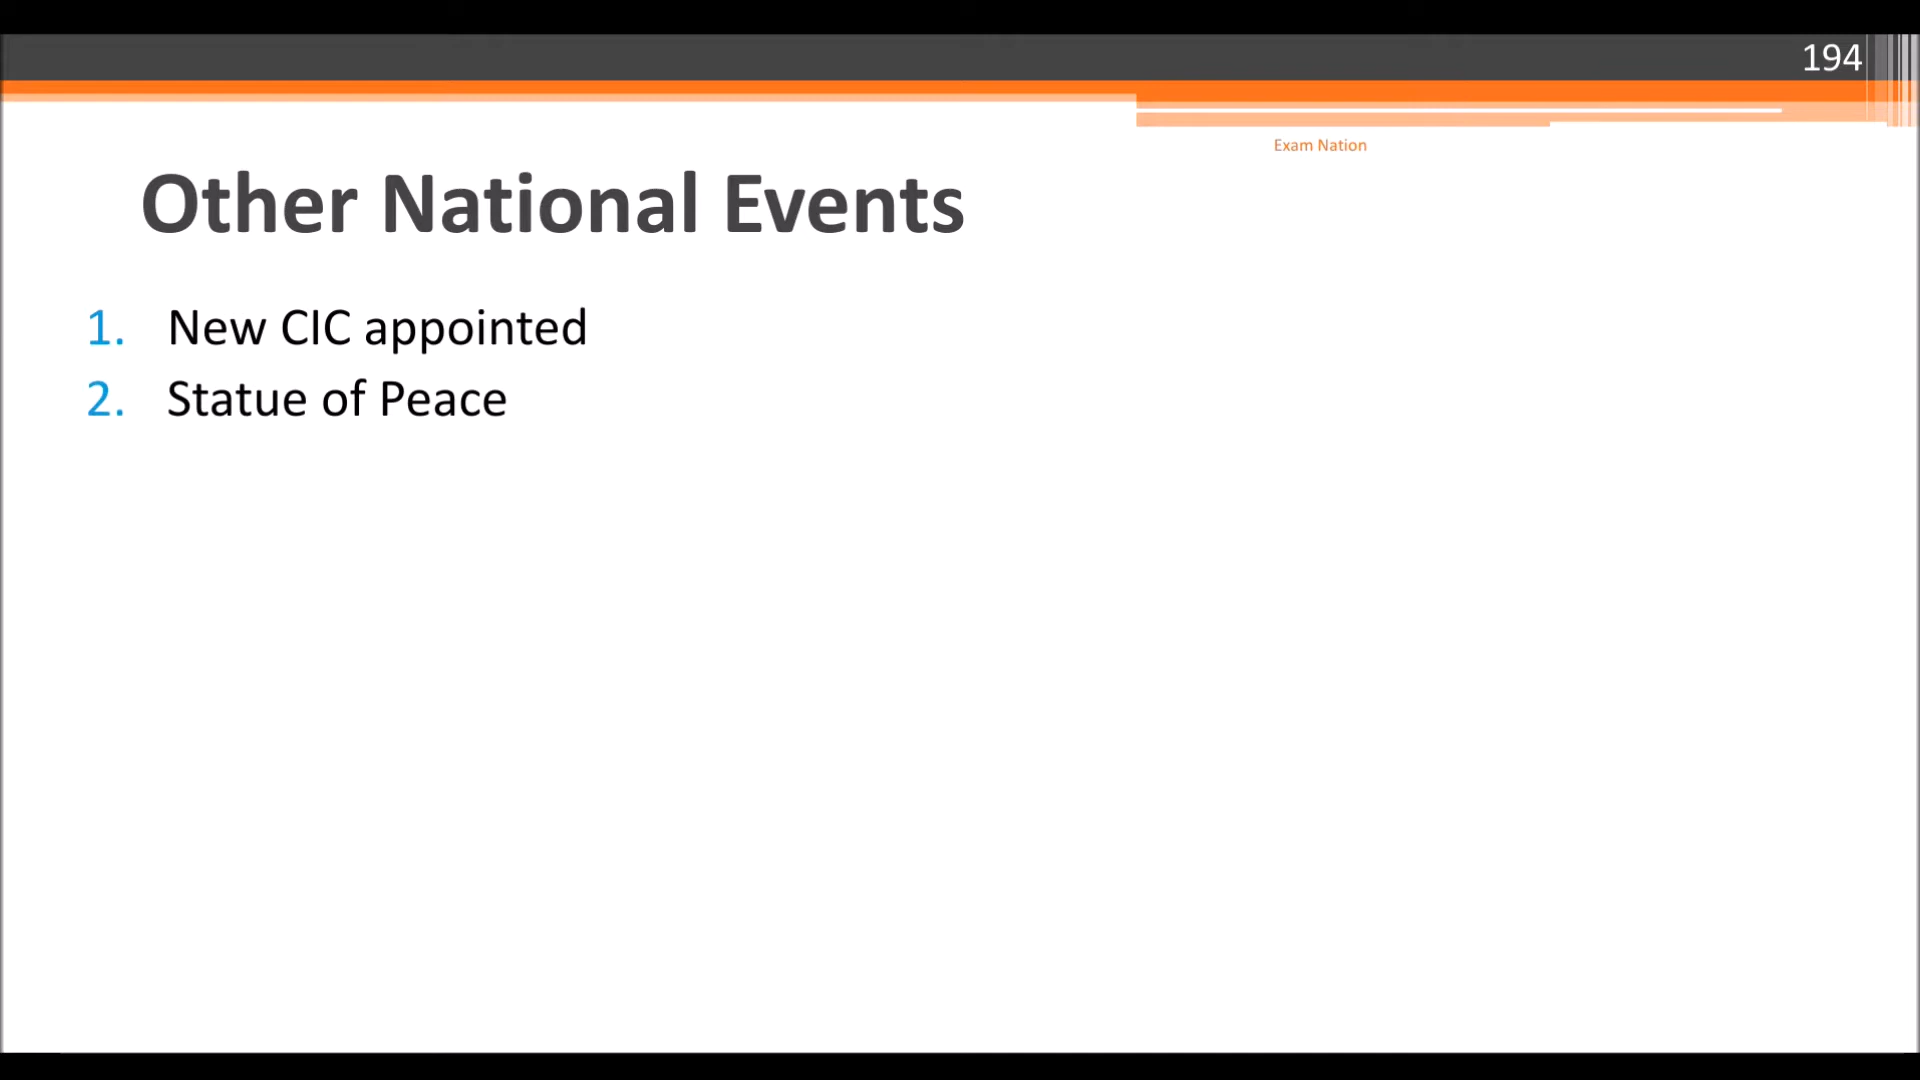 194
Exam Nation
Other National Events
1. New CIC appointed
2. Statue of Peace